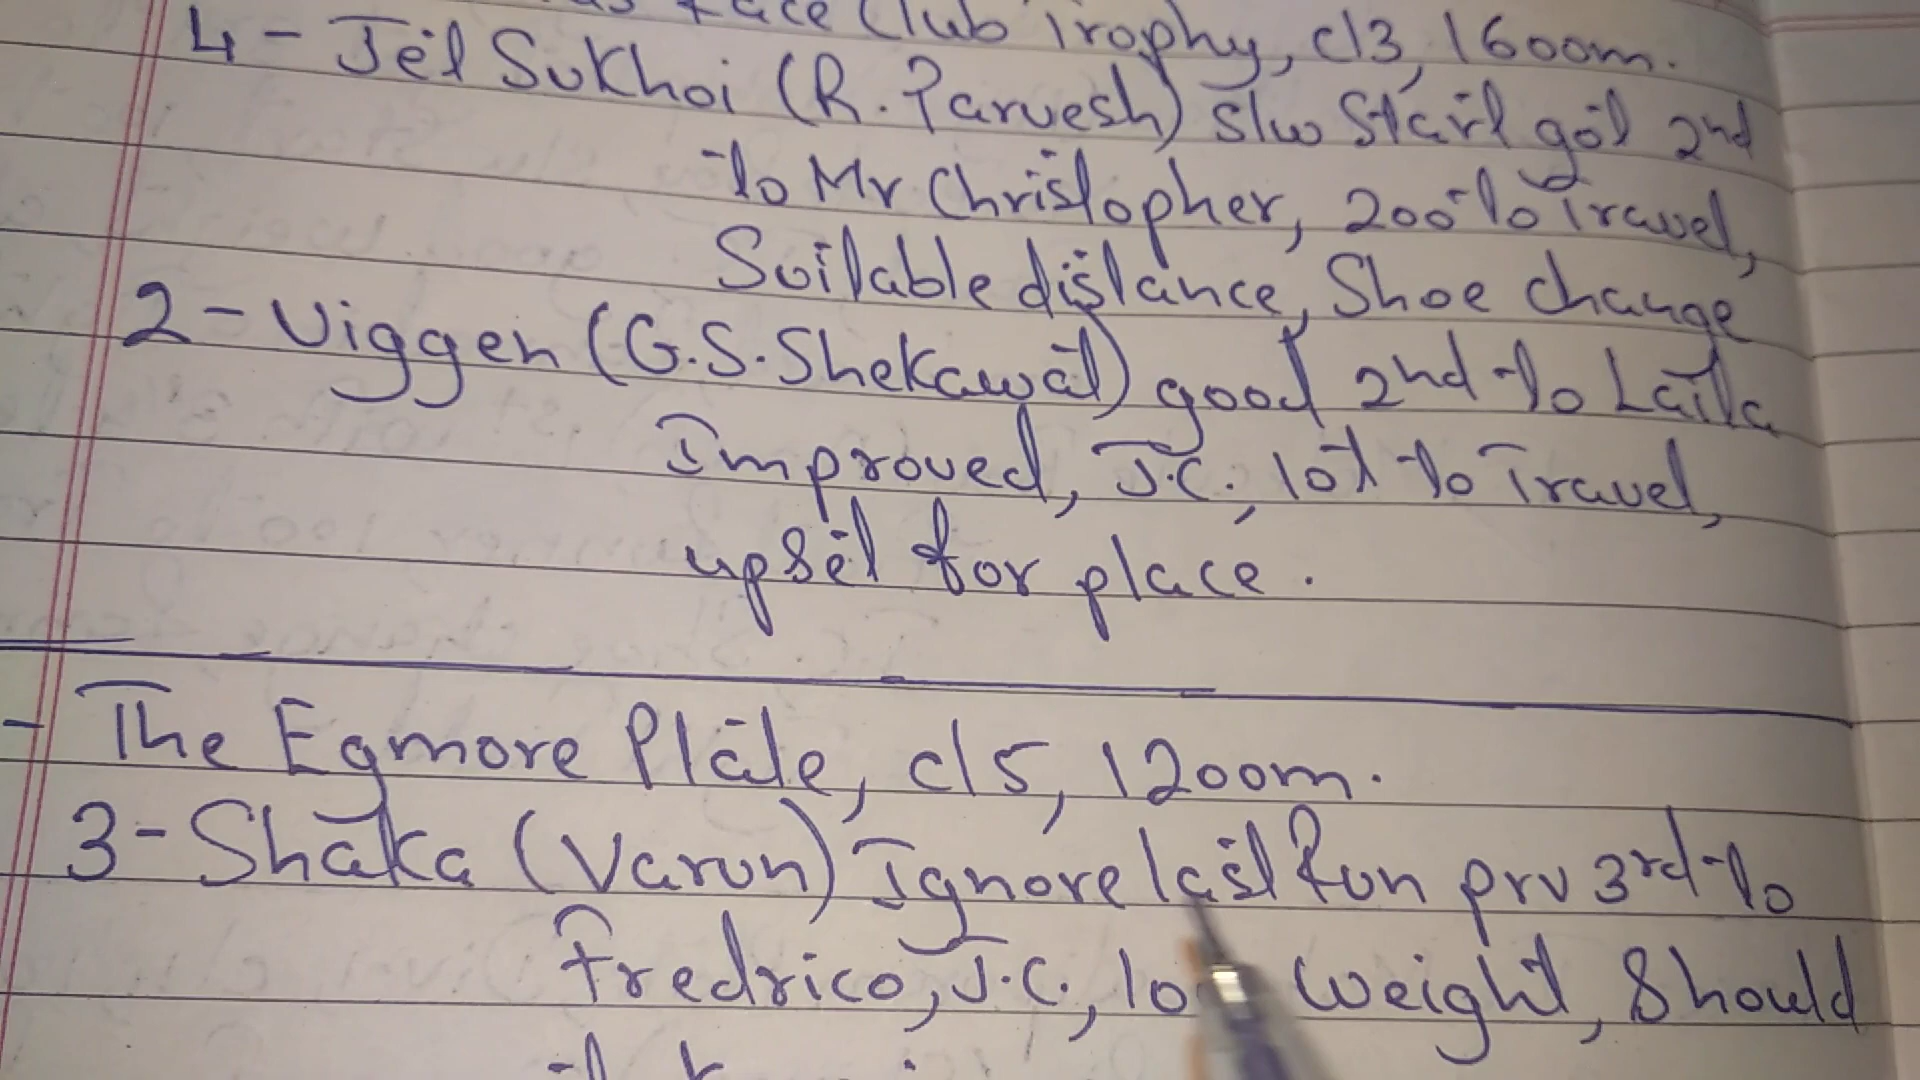 Race Club Trophy, cl3, 1600m.
4 - Jet Sukhoi (R. Parvesh) slw start got 2nd
to Mr Christopher, 200 to Travel,
Suitable distance, Shoe change
2 - Viggen (G.S. Shekawat) good 2nd to Laila
Improved, J.C., lot to Travel,
upset for place.
- The Egmore Plate, cl5, 1200m.
3 - Shaka (Varun) Ignore last Run prv 3rd to
Fredrico, J.C., weight, Should